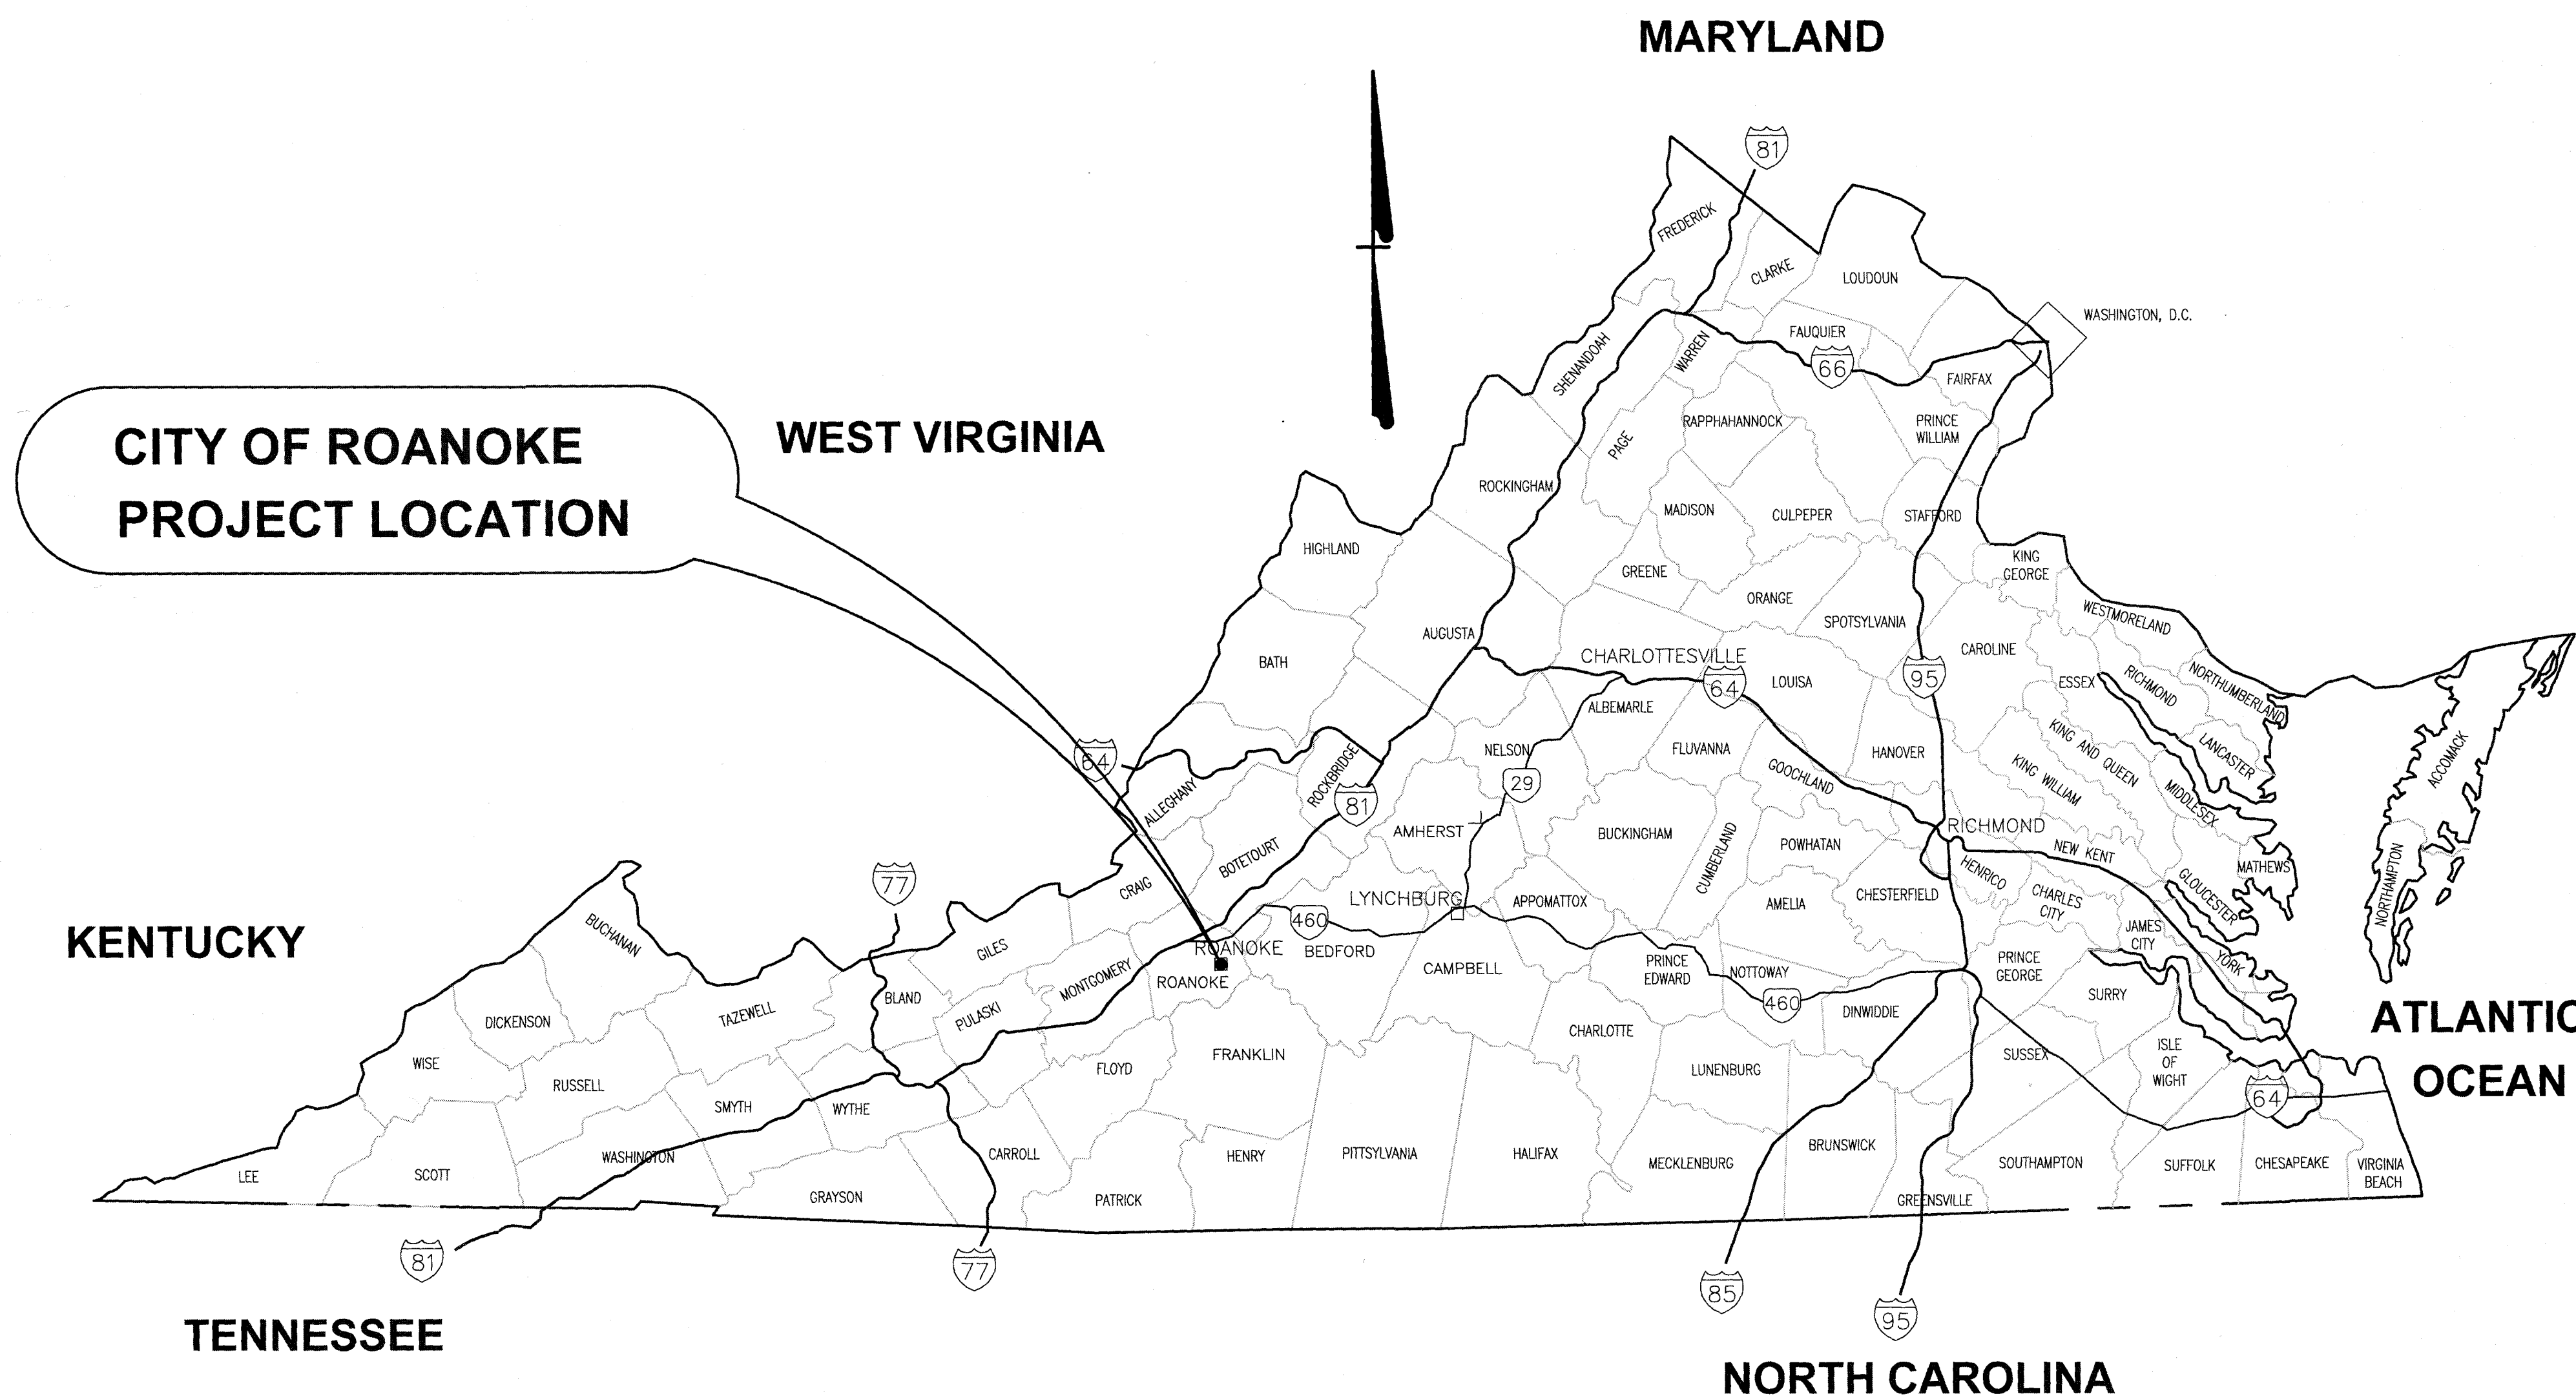 MARYLAND
81
FREDERICK
CLARKE
LOUDOUN
WASHINGTON, D.C.
SHENANDOAH
WARREN
FAUQUIER
66
FAIRFAX
CITY OF ROANOKE
PROJECT LOCATION
WEST VIRGINIA
PAGE
RAPPHAHANNOCK
PRINCE
WILLIAM
ROCKINGHAM
MADISON
CULPEPER
STAFFORD
HIGHLAND
GREENE
KING
GEORGE
ORANGE
SPOTSYLVANIA
WESTMORELAND
AUGUSTA
BATH
CHARLOTTESVILLE
CAROLINE
64
LOUISA
95
ESSEX
RICHMOND
NORTHUMBERLAND
ALBEMARLE
NELSON
FLUVANNA
HANOVER
KING AND QUEEN
LANCASTER
ACCOMACK
64
ALLEGHANY
ROCKBRIDGE
81
29
GOOCHLAND
KING WILLIAM
MIDDLESEX
AMHERST
BUCKINGHAM
CUMBERLAND
POWHATAN
RICHMOND
NEW KENT
MATHEWS
BOTETOURT
CRAIG
77
LYNCHBURG
APPOMATTOX
AMELIA
CHESTERFIELD
HENRICO
CHARLES
CITY
GLOUCESTER
NORTHAMPTON
KENTUCKY
BUCHANAN
GILES
ROANOKE
460
BEDFORD
JAMES
CITY
YORK
MONTGOMERY
ROANOKE
CAMPBELL
PRINCE
EDWARD
NOTTOWAY
PRINCE
GEORGE
BLAND
PULASKI
460
DINWIDDIE
SURRY
ATLANTIC
OCEAN
DICKENSON
TAZEWELL
CHARLOTTE
WISE
RUSSELL
FLOYD
FRANKLIN
LUNENBURG
SUSSEX
ISLE
OF
WIGHT
64
SMYTH
WYTHE
WASHINGTON
CARROLL
HENRY
PITTSYLVANIA
HALIFAX
MECKLENBURG
BRUNSWICK
SOUTHAMPTON
SUFFOLK
CHESAPEAKE
VIRGINIA
BEACH
LEE
SCOTT
GRAYSON
PATRICK
GREENSVILLE
81
77
85
95
TENNESSEE
NORTH CAROLINA